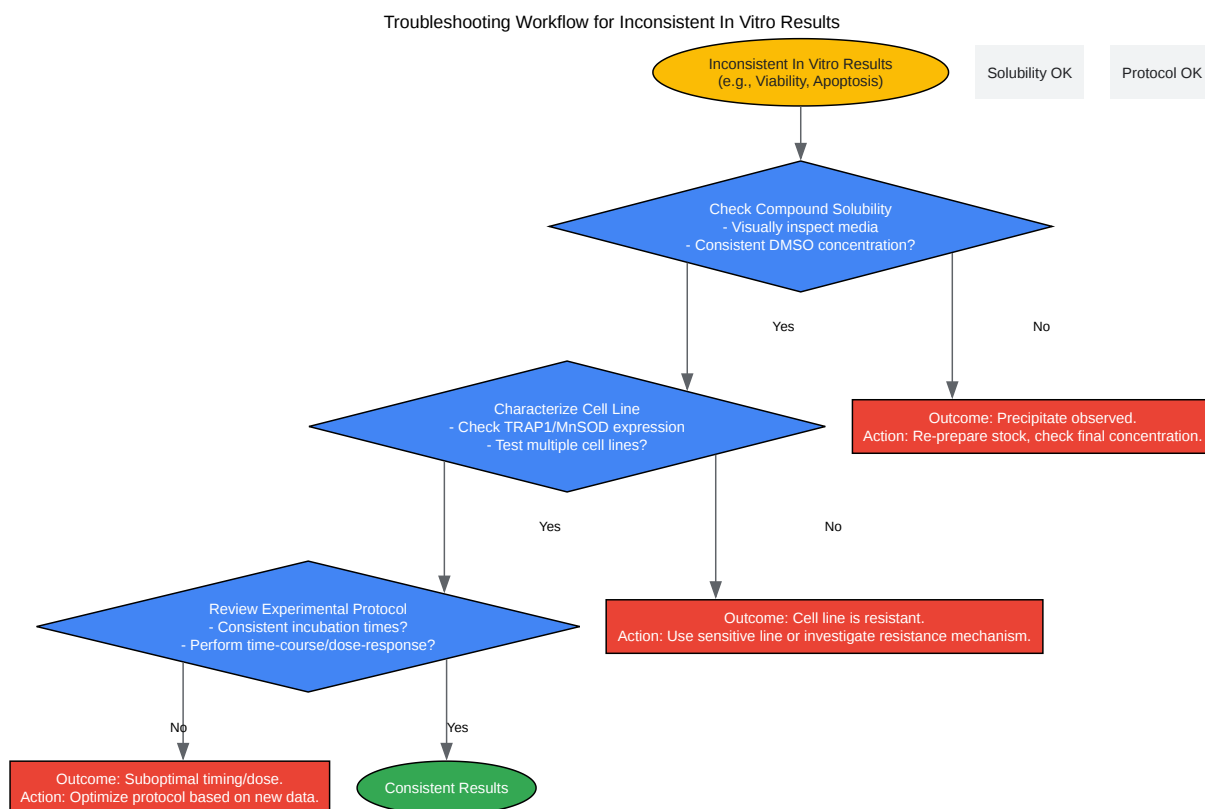 Troubleshooting Workflow for Inconsistent In Vitro Results
Inconsistent In Vitro Results
(e.g., Viability, Apoptosis)
Solubility OK
Protocol OK
Check Compound Solubility
- Visually inspect media
- Consistent DMSO concentration?
Yes
No
Characterize Cell Line
- Check TRAP1/MnSOD expression
- Test multiple cell lines?
Outcome: Precipitate observed.
Action: Re-prepare stock, check final concentration.
Yes
No
Review Experimental Protocol
- Consistent incubation times?
- Perform time-course/dose-response?
Outcome: Cell line is resistant.
Action: Use sensitive line or investigate resistance mechanism.
No
Yes
Outcome: Suboptimal timing/dose.
Action: Optimize protocol based on new data.
Consistent Results